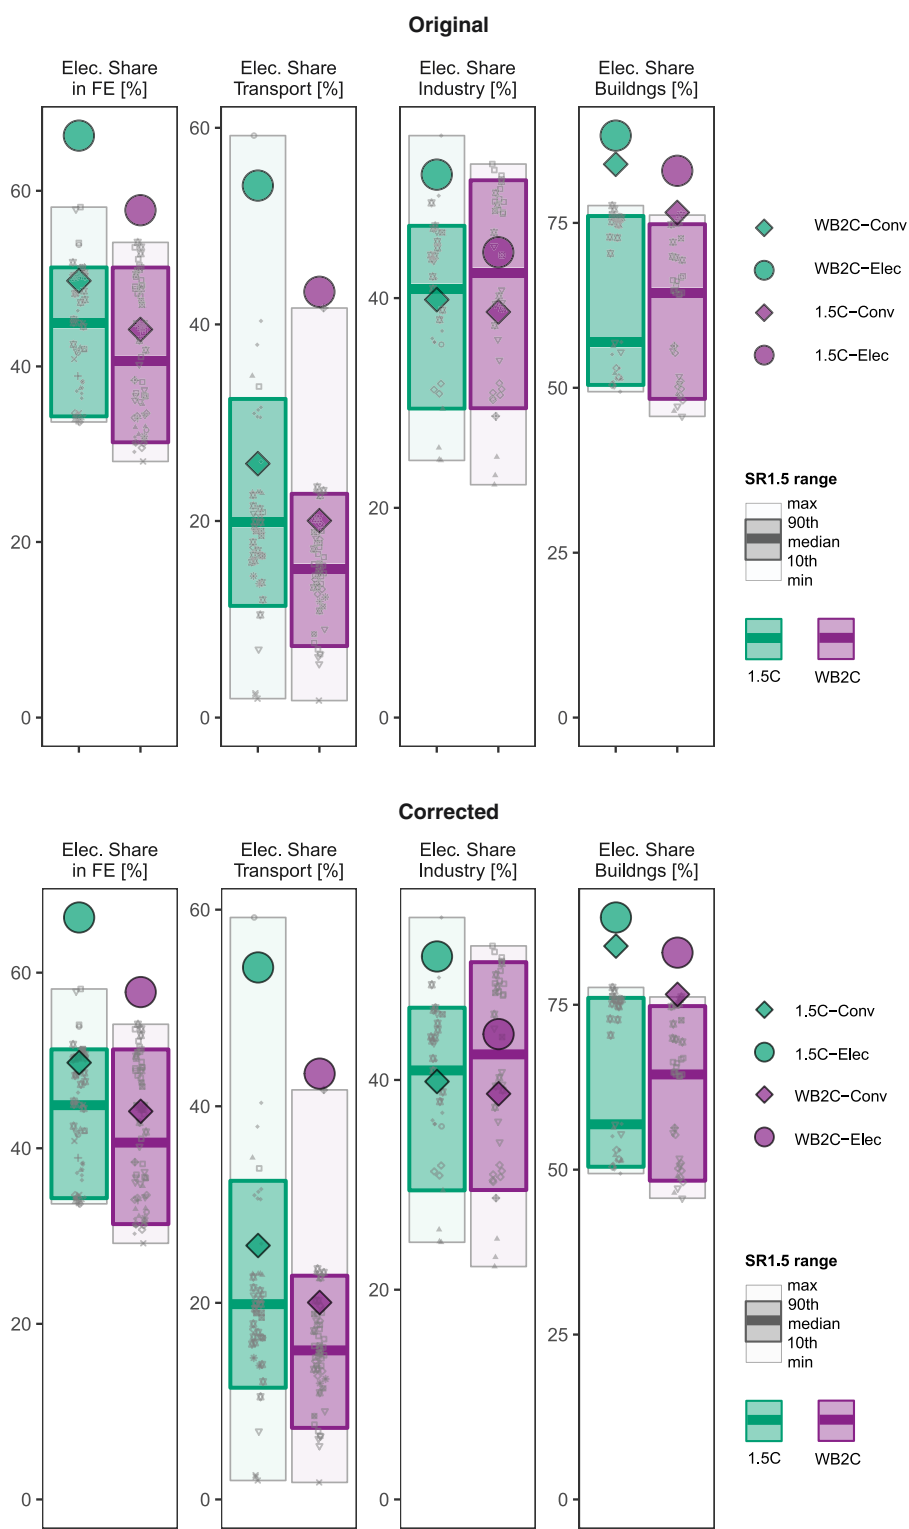 Original
Elec. Share
in FE [%]
Elec. Share
Transport [%]
Elec. Share
Industry [%]
Elec. Share
Buildngs [%]
60
40
20
0
60
40
20
0
40
20
0
75
50
25
0
WB2C−Conv
WB2C−Elec
1.5C−Conv
1.5C−Elec
SR1.5 range
max
90th
median
10th
min
1.5C
WB2C
Corrected
Elec. Share
in FE [%]
Elec. Share
Transport [%]
Elec. Share
Industry [%]
Elec. Share
Buildngs [%]
60
40
20
0
60
40
20
0
40
20
0
75
50
25
0
1.5C−Conv
1.5C−Elec
WB2C−Conv
WB2C−Elec
SR1.5 range
max
90th
median
10th
min
1.5C
WB2C